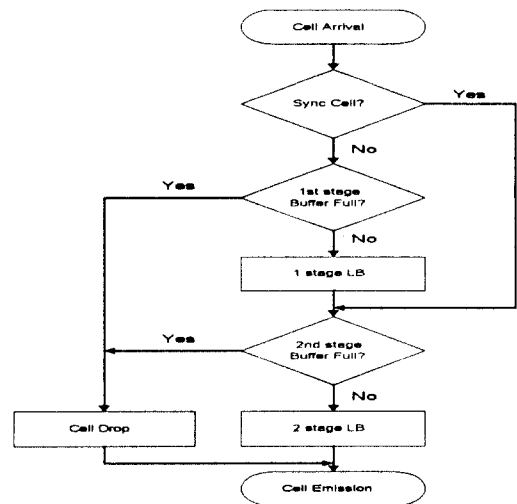 Cell Arrival
Sync Cell?
Yes
No
Yes
1st stage
Buffer Full?
No
1 stage LB
Yes
2nd stage
Buffer Full?
No
Cell Drop
2 stage LB
Cell Emission